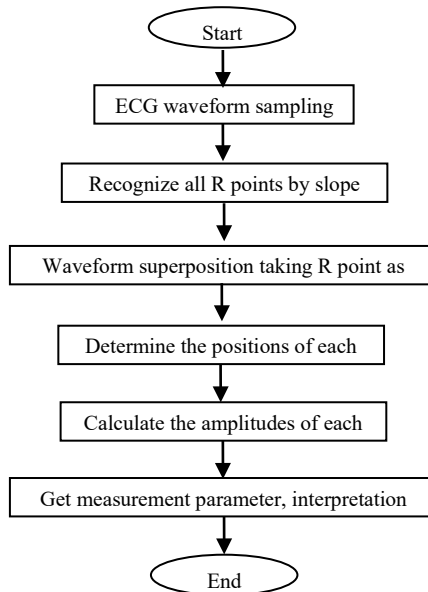 Start
ECG waveform sampling
Recognize all R points by slope
Waveform superposition taking R point as
Determine the positions of each
Calculate the amplitudes of each
Get measurement parameter, interpretation
End